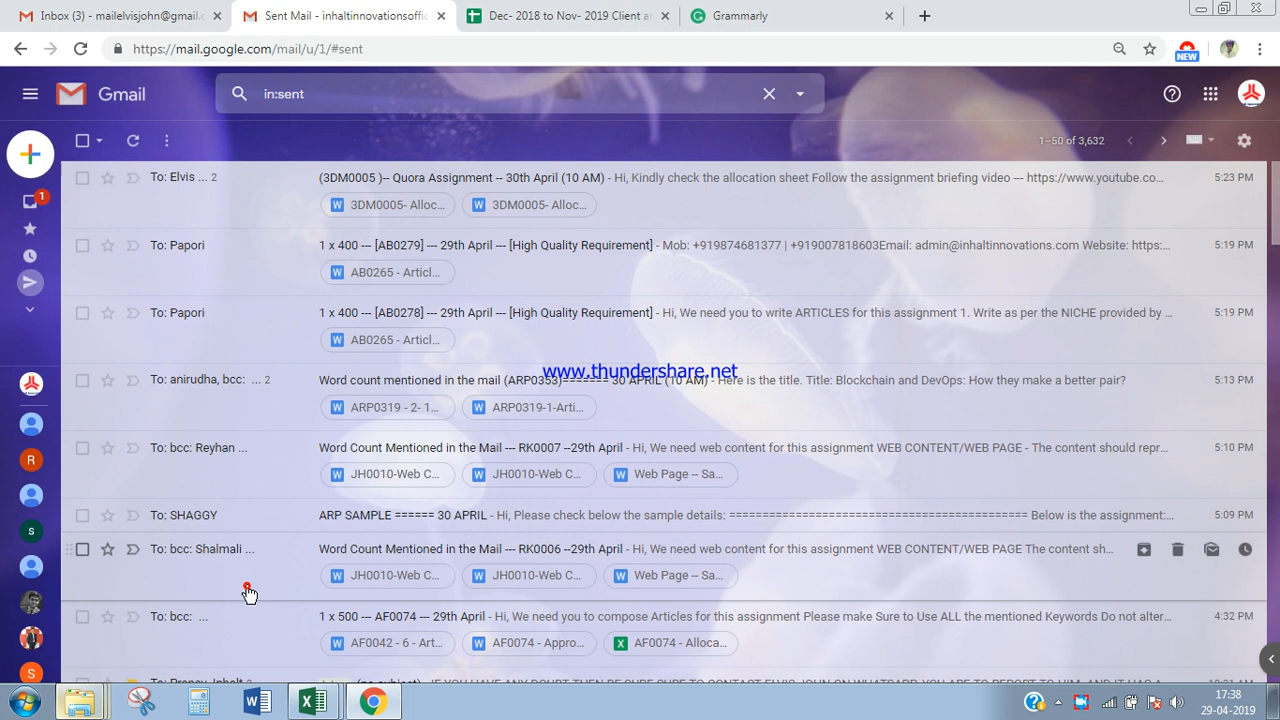 Inbox (3) - mailelvisjohn@gmail.c
Sent Mail - inhaltinnovationsoffic
Dec- 2018 to Nov- 2019 Client an
Grammarly
https://mail.google.com/mail/u/1/#sent
NEW
Gmail
in:sent
1–50 of 3,632
1
To: Elvis ... 2
(3DM0005 )-- Quora Assignment -- 30th April (10 AM) - Hi, Kindly check the allocation sheet Follow the assignment briefing video --- https://www.youtube.co...
5:23 PM
3DM0005- Alloc...
3DM0005- Alloc...
To: Papori
1 x 400 --- [AB0279] --- 29th April --- [High Quality Requirement] - Mob: +919874681377 | +919007818603Email: admin@inhaltinnovations.com Website: https:...
5:19 PM
AB0265 - Articl...
To: Papori
1 x 400 --- [AB0278] --- 29th April --- [High Quality Requirement] - Hi, We need you to write ARTICLES for this assignment 1. Write as per the NICHE provided by ...
5:19 PM
AB0265 - Articl...
www.thundershare.net
To: anirudha, bcc: ... 2
Word count mentioned in the mail (ARP0353)======= 30 APRIL (10 AM) - Here is the title. Title: Blockchain and DevOps: How they make a better pair?
5:13 PM
ARP0319 - 2- 1...
ARP0319-1-Arti...
To: bcc: Reyhan ...
Word Count Mentioned in the Mail --- RK0007 --29th April - Hi, We need web content for this assignment WEB CONTENT/WEB PAGE - The content should repr...
5:10 PM
JH0010-Web C...
JH0010-Web C...
Web Page -- Sa...
To: SHAGGY
ARP SAMPLE ====== 30 APRIL - Hi, Please check below the sample details: ========================================== Below is the assignment:...
5:09 PM
To: bcc: Shalmali ...
Word Count Mentioned in the Mail --- RK0006 --29th April - Hi, We need web content for this assignment WEB CONTENT/WEB PAGE The content sh...
JH0010-Web C...
JH0010-Web C...
Web Page -- Sa...
To: bcc: ...
1 x 500 --- AF0074 --- 29th April - Hi, We need you to compose Articles for this assignment Please make Sure to Use ALL the mentioned Keywords Do not alter...
4:32 PM
AF0042 - 6 - Art...
AF0074 - Appro...
AF0074 - Alloca...
R
s
S
17:38
29-04-2019